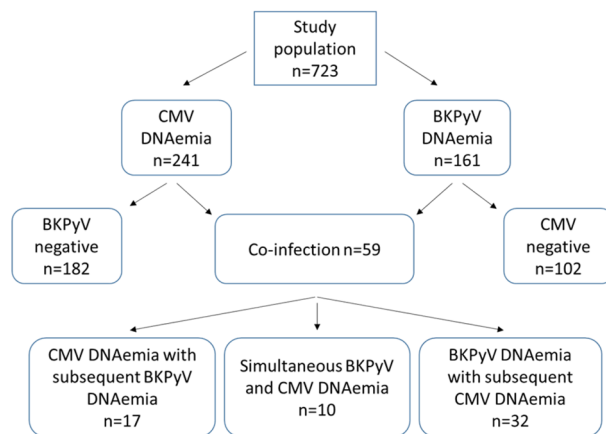 Study
population
n=723
CMV
DNAemia
n=241
BKPyV
DNAemia
n=161
BKPyV
negative
n=182
Co-infection n=59
CMV
negative
n=102
CMV DNAemia with
subsequent BKPyV
DNAemia
n=17
Simultaneous BKPyV
and CMV DNAemia
n=10
BKPyV DNAemia
with subsequent
CMV DNAemia
n=32